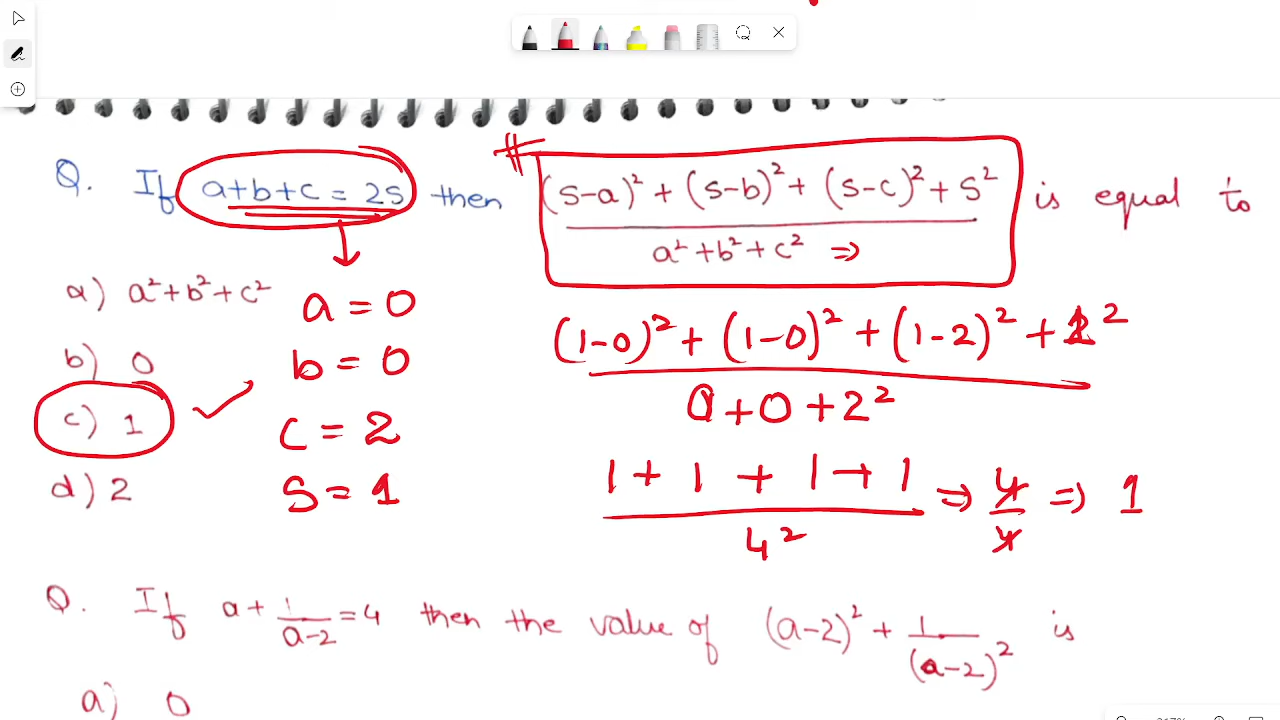 Q. If a+b+c = 2s then (s-a)² + (s-b)² + (s-c)² + s² / a² + b² + c² ⇒ is equal to
a) a²+b²+c²
b) 0
c) 1 ✓
d) 2
a = 0
b = 0
c = 2
s = 1
(1-0)² + (1-0)² + (1-2)² + 1²
0 + 0 + 2²
1 + 1 + 1 + 1 ⇒ 4/4 ⇒ 1
4²
Q. If a + 1/(a-2) = 4 then the value of (a-2)² + 1/(a-2)² is
a) 0